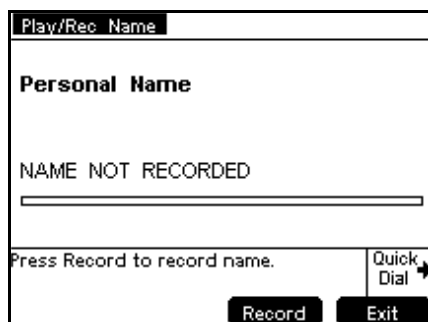 Play/Rec Name
Personal Name
NAME NOT RECORDED
Press Record to record name.
Quick
Dial
Record
Exit